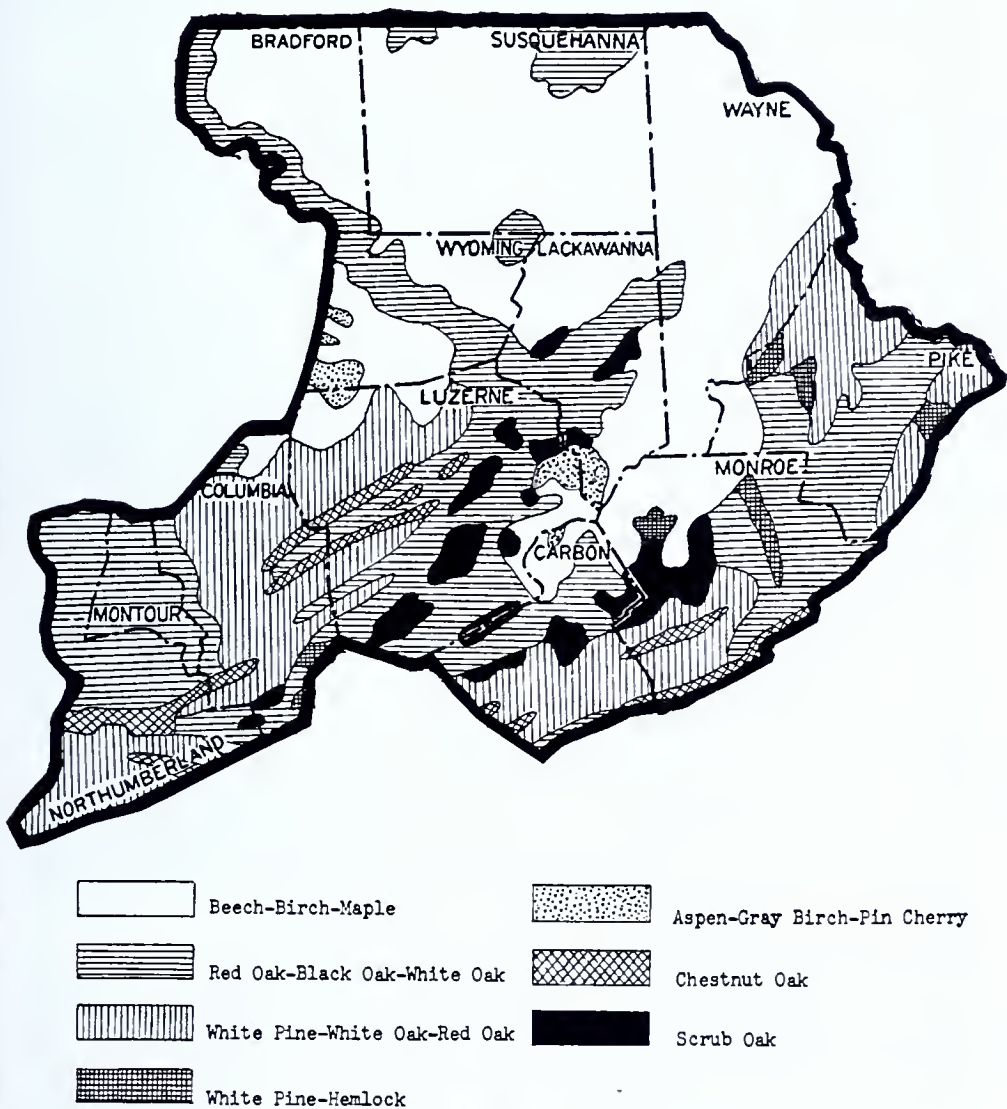 BRADFORD
SUSQUEHANNA
WAYNE
WYOMING
LACKAWANNA
PIKE
LUZERNE
MONROE
COLUMBIA
CARBON
MONTOUR
NORTHUMBERLAND
Beech-Birch-Maple
Aspen-Gray Birch-Pin Cherry
Red Oak-Black Oak-White Oak
Chestnut Oak
White Pine-White Oak-Red Oak
Scrub Oak
White Pine-Hemlock